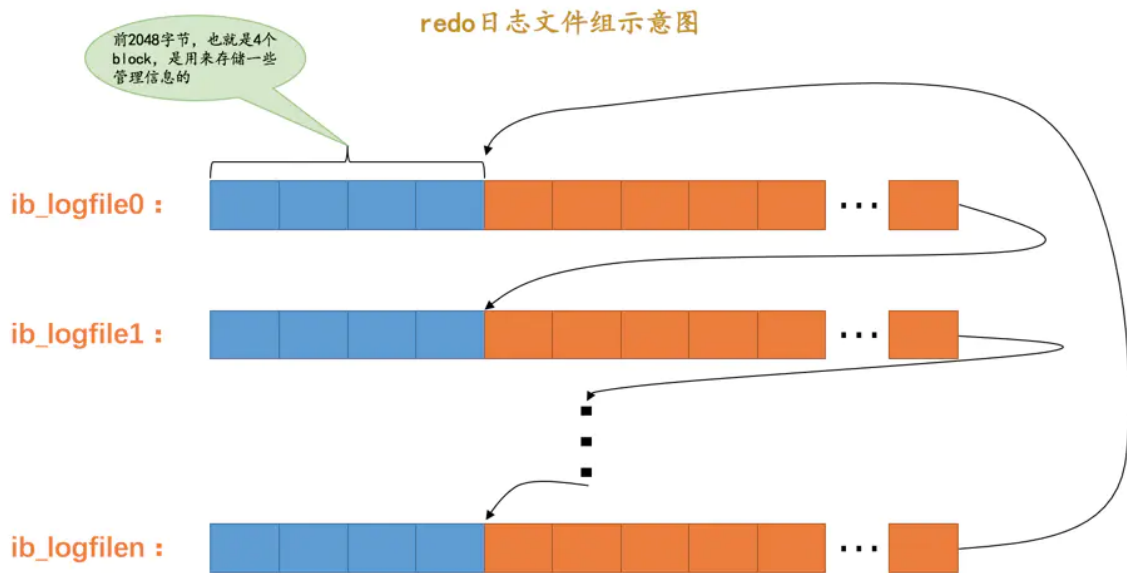 redo日志文件组示意图
前2048字节，也就是4个
block，是用来存储一些
管理信息的
ib_logfile0：
ib_logfile1：
ib_logfilen：